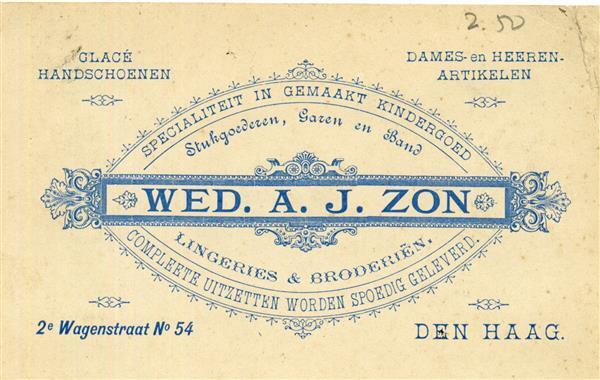 2.50
GLACÉ
HANDSCHOENEN
DAMES- en HEEREN-
ARTIKELEN
SPECIALITEIT IN GEMAAKT KINDERGOED
Stukgoederen, Garen en Band
WED. A. J. ZON
LINGERIES & BRODERIËN.
COMPLEETE UITZETTEN WORDEN SPOEDIG GELEVERD.
2e Wagenstraat No 54
DEN HAAG.